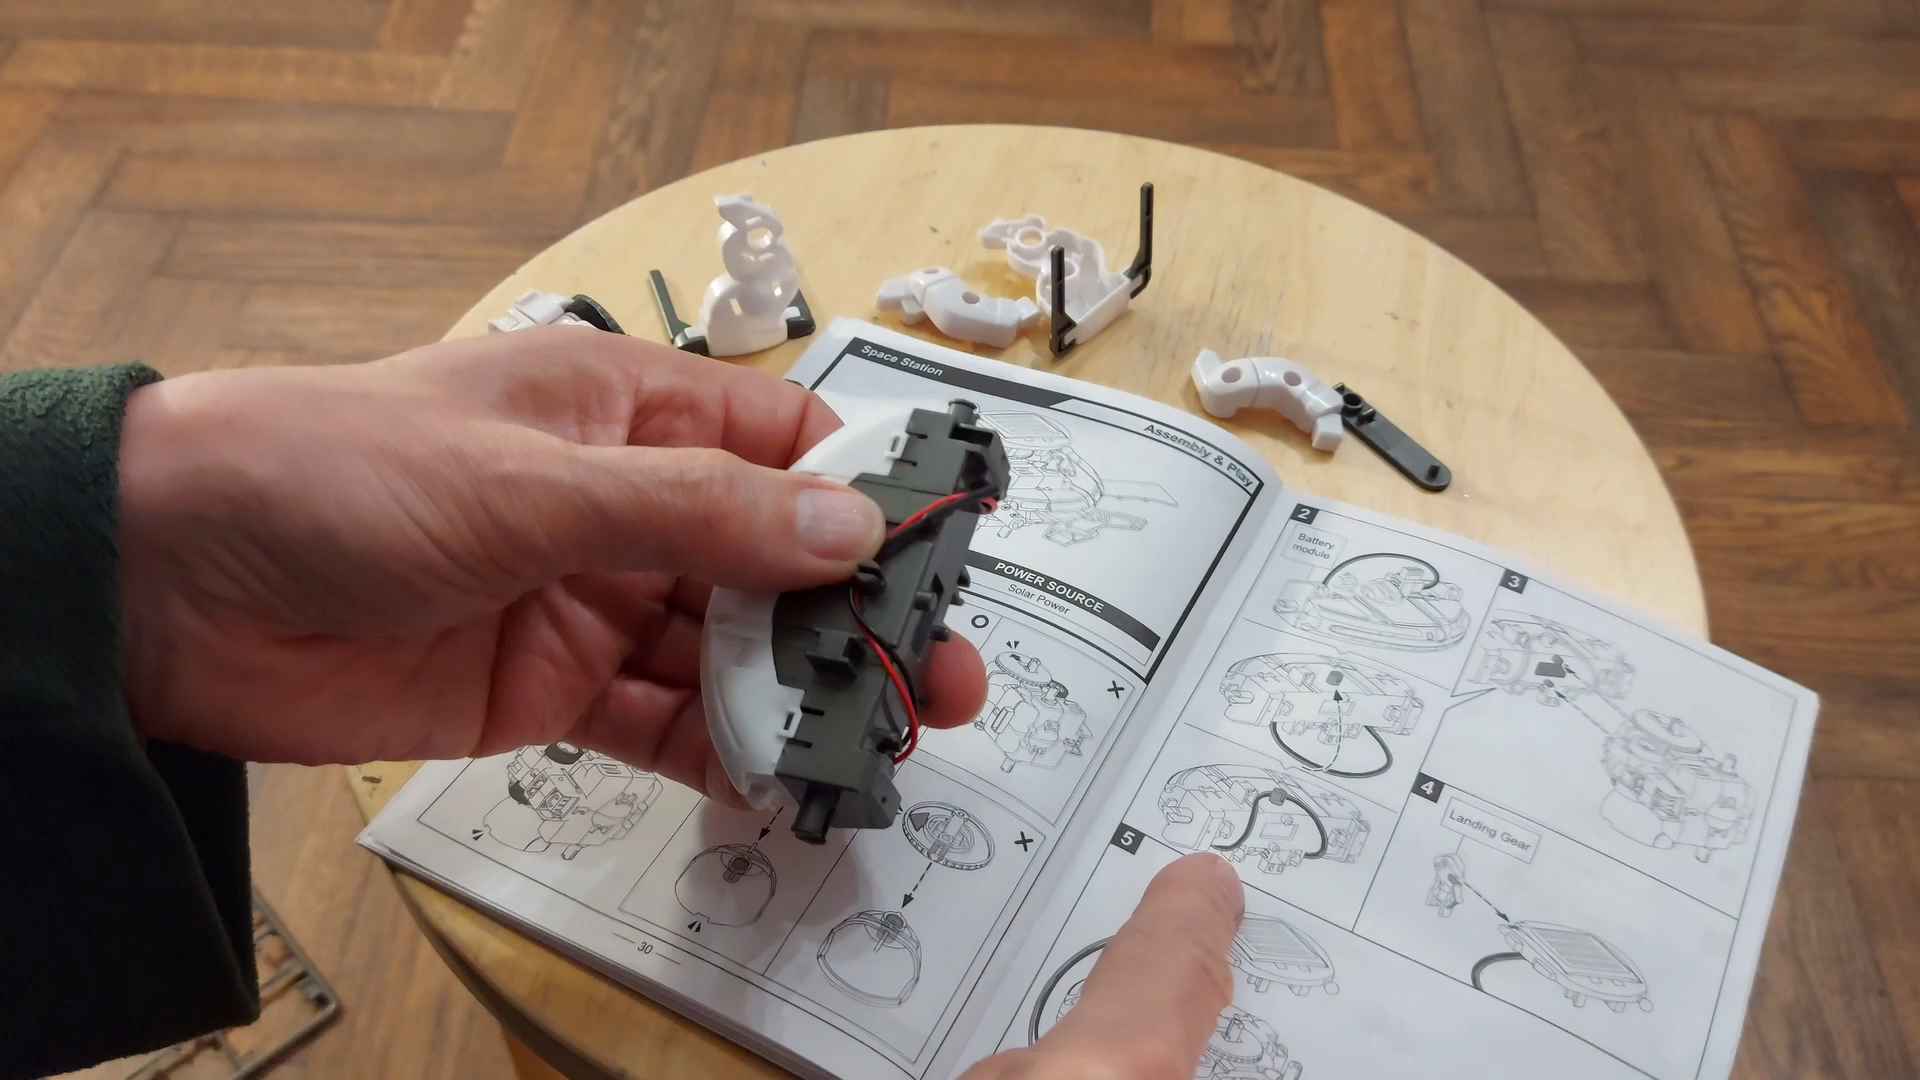 Space Station
Assembly & Play
POWER SOURCE
Solar Power
30
2
Battery
module
3
4
Landing Gear
5